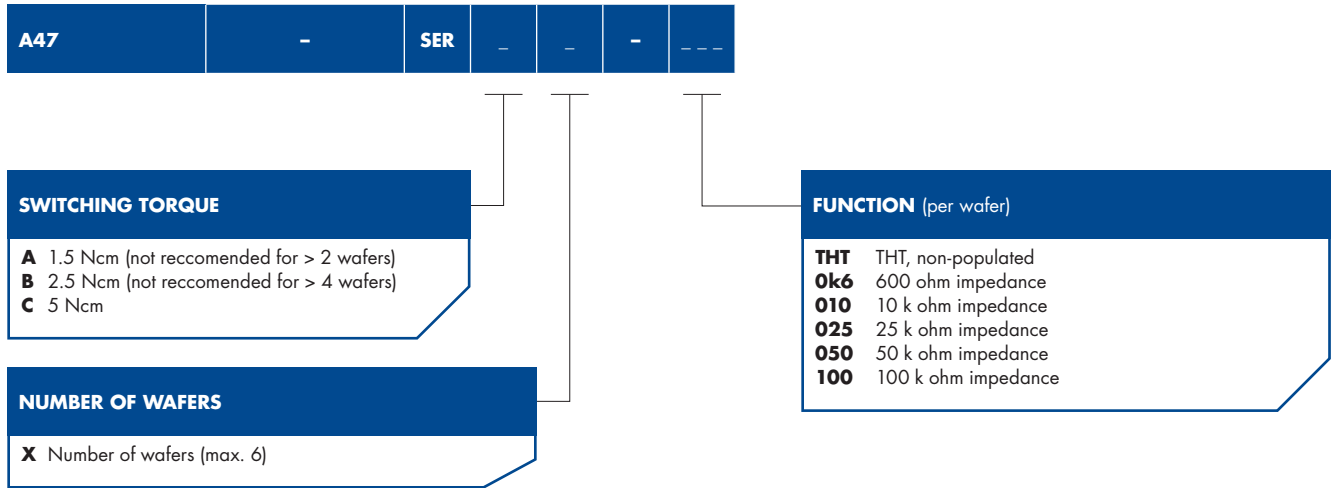 A47 – SER _ _ – _ _ _
SWITCHING TORQUE
A 1.5 Ncm (not reccomended for > 2 wafers)
B 2.5 Ncm (not reccomended for > 4 wafers)
C 5 Ncm
NUMBER OF WAFERS
X Number of wafers (max. 6)
FUNCTION (per wafer)
THT THT, non-populated
0k6 600 ohm impedance
010 10 k ohm impedance
025 25 k ohm impedance
050 50 k ohm impedance
100 100 k ohm impedance